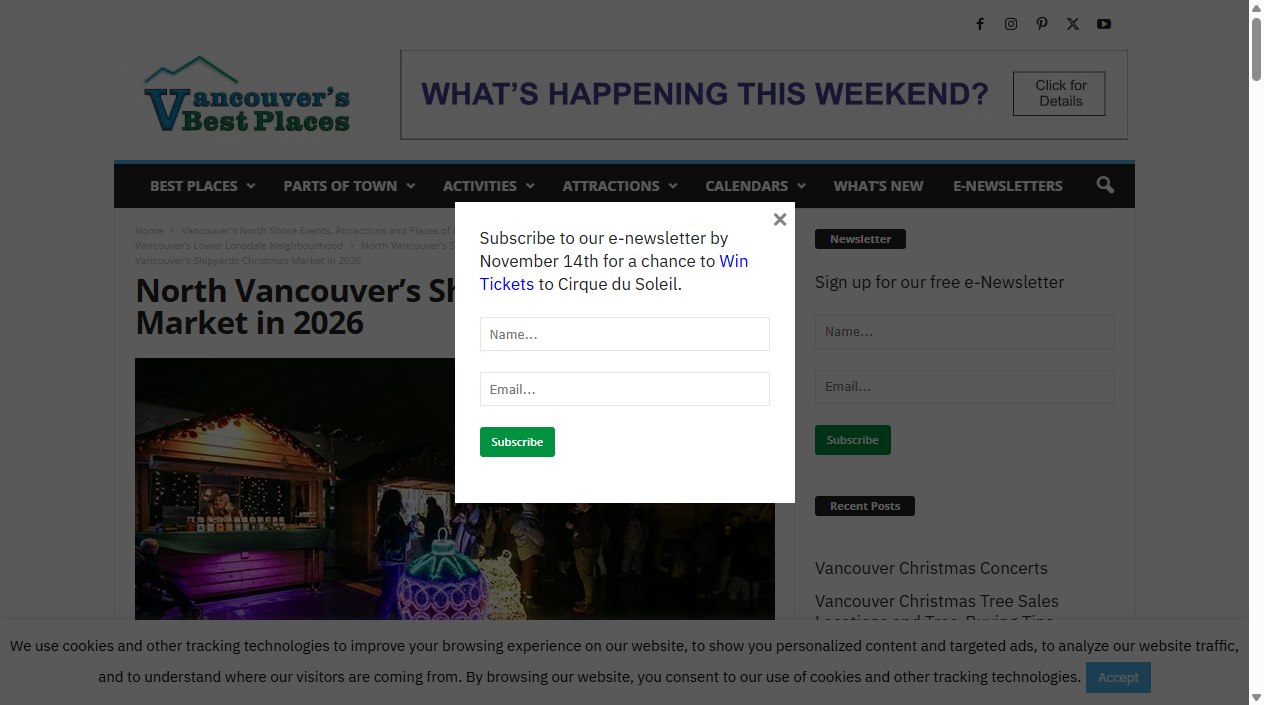 Vancouver's
Best Places
WHAT'S HAPPENING THIS WEEKEND?
Click for
Details
BEST PLACES
PARTS OF TOWN
ACTIVITIES
ATTRACTIONS
CALENDARS
WHAT'S NEW
E-NEWSLETTERS
Home
Vancouver's North Shore Events, Attractions and Places of
Vancouver's Lower Lonsdale Neighbourhood
North Vancouver's
Vancouver's Shipyards Christmas Market in 2026
North Vancouver's
Market in 2026
×
Subscribe to our e-newsletter by
November 14th for a chance to Win
Tickets to Cirque du Soleil.
Name...
Email...
Subscribe
Newsletter
Sign up for our free e-Newsletter
Name...
Email...
Subscribe
Recent Posts
Vancouver Christmas Concerts
Vancouver Christmas Tree Sales
Locations and Tree-Buying Tips
We use cookies and other tracking technologies to improve your browsing experience on our website, to show you personalized content and targeted ads, to analyze our website traffic,
and to understand where our visitors are coming from. By browsing our website, you consent to our use of cookies and other tracking technologies.
Accept